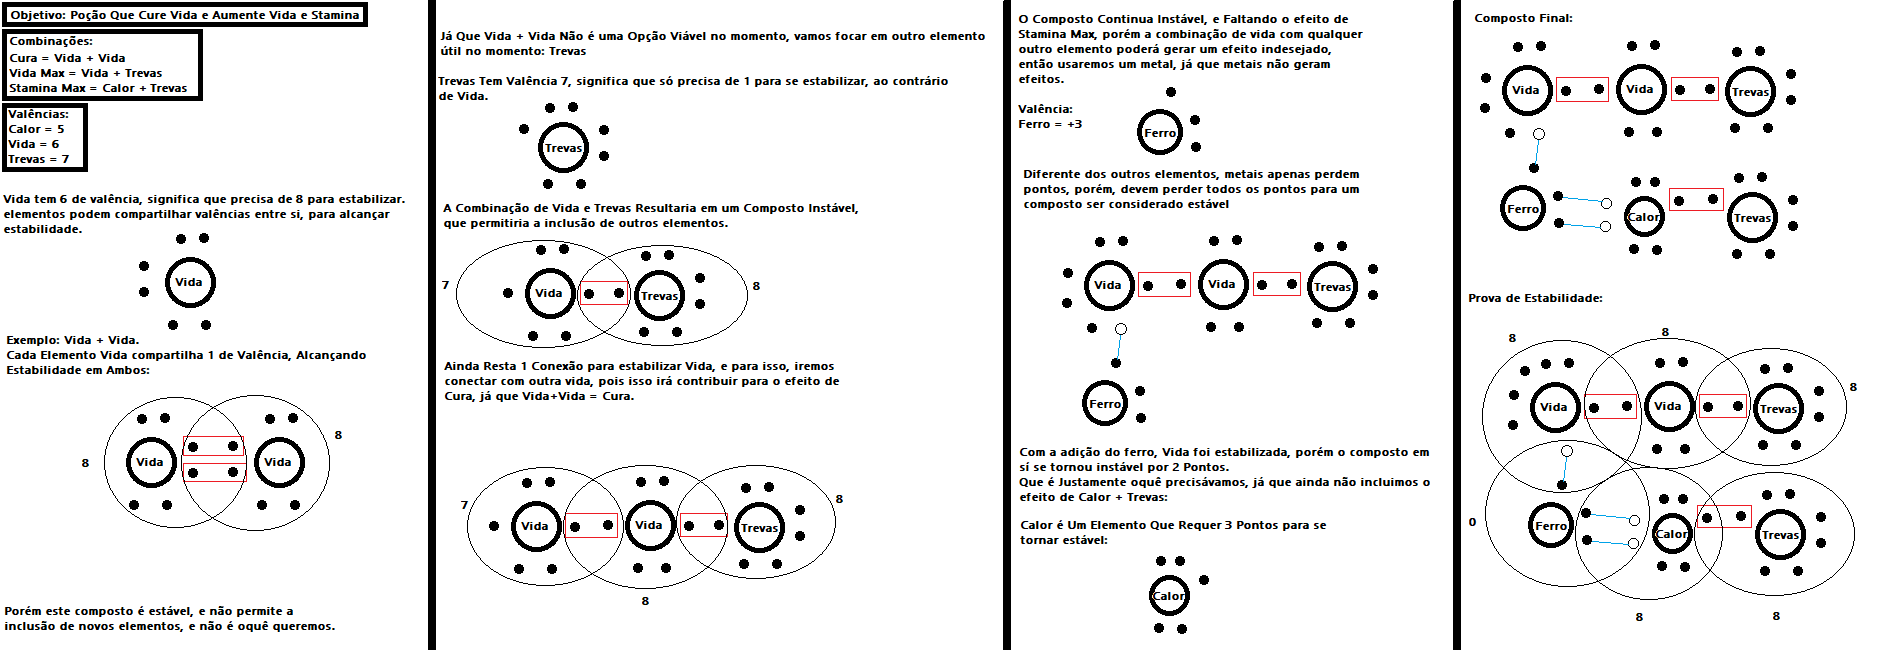 Objetivo: Poção Que Cure Vida e Aumente Vida e Stamina
Combinações:
Cura = Vida + Vida
Vida Max = Vida + Trevas
Stamina Max = Calor + Trevas
Valências:
Calor = 5
Vida = 6
Trevas = 7
Vida tem 6 de valência, significa que precisa de 8 para estabilizar.
elementos podem compartilhar valências entre si, para alcançar
estabilidade.
Vida
Exemplo: Vida + Vida.
Cada Elemento Vida compartilha 1 de Valência, Alcançando
Estabilidade em Ambos:
8
Vida
Vida
8
Porém este composto é estável, e não permite a
inclusão de novos elementos, e não é oquê queremos.
Já Que Vida + Vida Não é uma Opção Viável no momento, vamos focar em outro elemento
útil no momento: Trevas
Trevas Tem Valência 7, significa que só precisa de 1 para se estabilizar, ao contrário
de Vida.
Trevas
A Combinação de Vida e Trevas Resultaria em um Composto Instável,
que permitiria a inclusão de outros elementos.
7
Vida
Trevas
8
Ainda Resta 1 Conexão para estabilizar Vida, e para isso, iremos
conectar com outra vida, pois isso irá contribuir para o efeito de
Cura, já que Vida+Vida = Cura.
7
Vida
Vida
Trevas
8
8
O Composto Continua Instável, e Faltando o efeito de
Stamina Max, porém a combinação de vida com qualquer
outro elemento poderá gerar um efeito indesejado,
então usaremos um metal, já que metais não geram
efeitos.
Valência:
Ferro = +3
Ferro
Diferente dos outros elementos, metais apenas perdem
pontos, porém, devem perder todos os pontos para um
composto ser considerado estável
Vida
Vida
Trevas
Ferro
Com a adição do ferro, Vida foi estabilizada, porém o composto em
sí se tornou instável por 2 Pontos.
Que é Justamente oquê precisávamos, já que ainda não incluimos o
efeito de Calor + Trevas:
Calor é Um Elemento Que Requer 3 Pontos para se
tornar estável:
Calor
Composto Final:
Vida
Vida
Trevas
Ferro
Calor
Trevas
Prova de Estabilidade:
8
8
8
Vida
Vida
Trevas
0
Ferro
Calor
Trevas
8
8